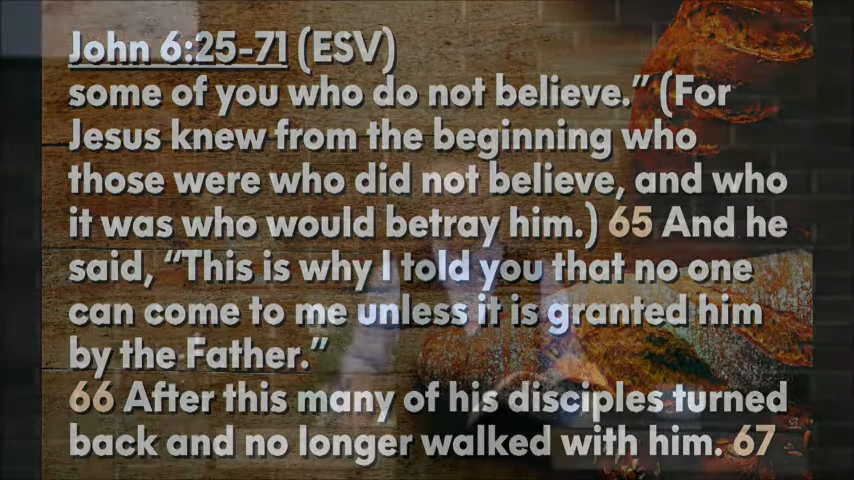 John 6:25-71 (ESV)
some of you who do not believe.” (For
Jesus knew from the beginning who
those were who did not believe, and who
it was who would betray him.) 65 And he
said, “This is why I told you that no one
can come to me unless it is granted him
by the Father.”
66 After this many of his disciples turned
back and no longer walked with him. 67